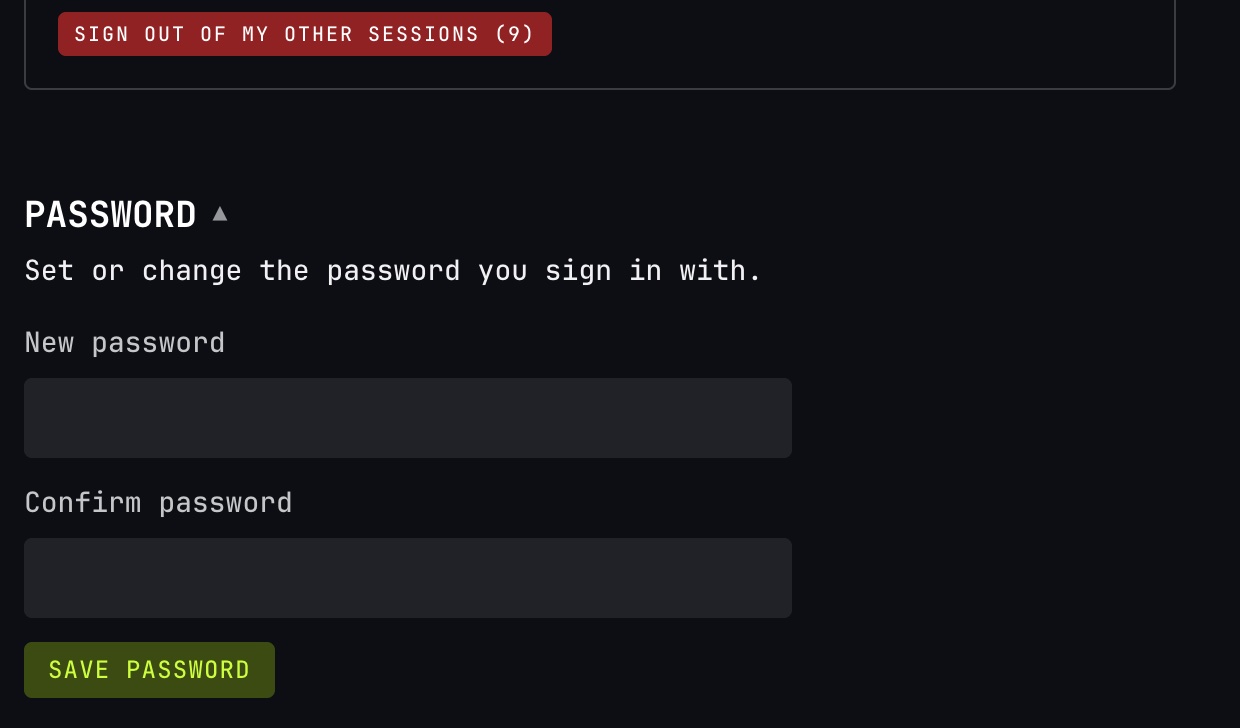 SIGN OUT OF MY OTHER SESSIONS (9)
PASSWORD ▲
Set or change the password you sign in with.
New password
Confirm password
SAVE PASSWORD